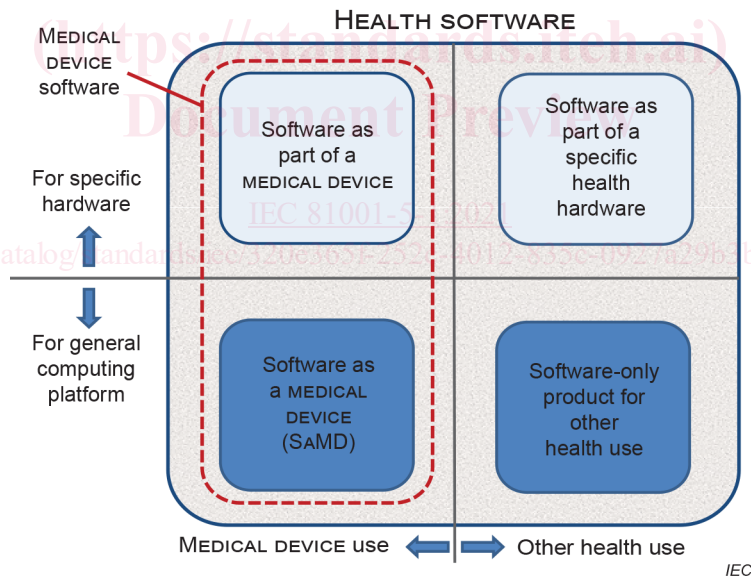 HEALTH SOFTWARE
(https://standards.iteh.ai)
MEDICAL
DEVICE
software
Document Preview
Software as
part of a
MEDICAL DEVICE
Software as
part of a
specific
health
hardware
For specific
hardware
IEC 81001-5-1:2021
For general
computing
platform
Software as
a MEDICAL
DEVICE
(SAMD)
Software-only
product for
other
health use
MEDICAL DEVICE use
Other health use
IEC